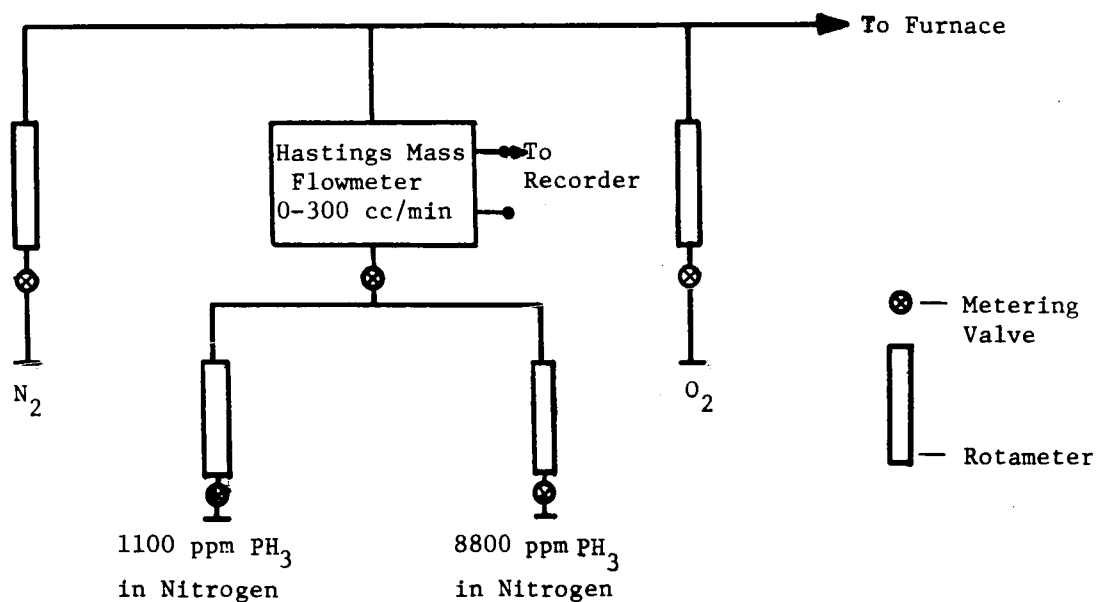 To Furnace
Hastings Mass
Flowmeter
0-300 cc/min
To
Recorder
Metering
Valve
N2
O2
Rotameter
1100 ppm PH3
in Nitrogen
8800 ppm PH3
in Nitrogen